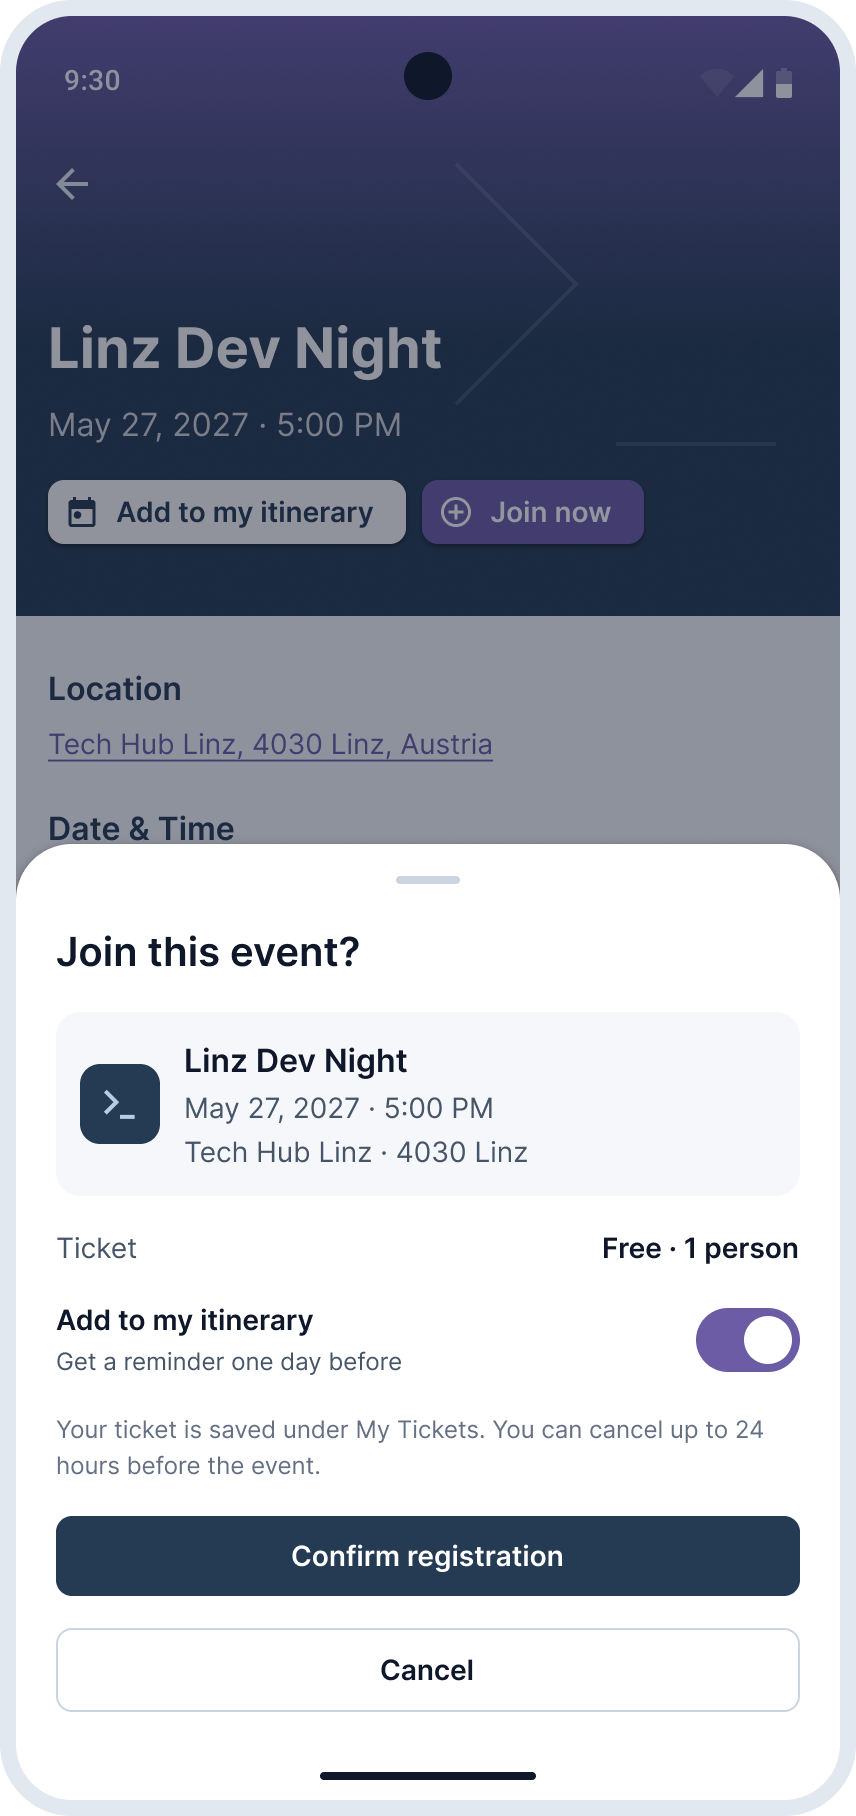 9:30
Linz Dev Night
May 27, 2027 · 5:00 PM
Add to my itinerary
Join now
Location
Tech Hub Linz, 4030 Linz, Austria
Date & Time
Join this event?
Linz Dev Night
May 27, 2027 · 5:00 PM
Tech Hub Linz · 4030 Linz
Ticket
Free · 1 person
Add to my itinerary
Get a reminder one day before
Your ticket is saved under My Tickets. You can cancel up to 24
hours before the event.
Confirm registration
Cancel